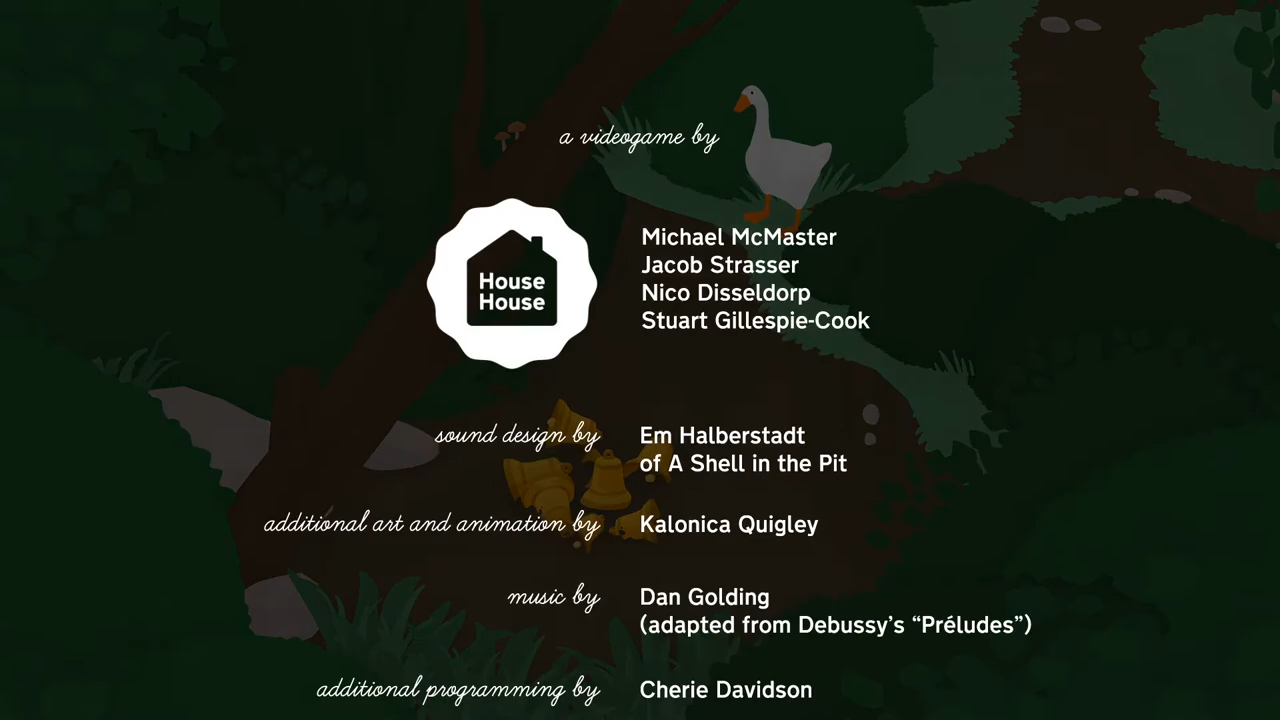 a videogame by
House
House
Michael McMaster
Jacob Strasser
Nico Disseldorp
Stuart Gillespie-Cook
sound design by
Em Halberstadt
of A Shell in the Pit
additional art and animation by
Kalonica Quigley
music by
Dan Golding
(adapted from Debussy's “Préludes”)
additional programming by
Cherie Davidson